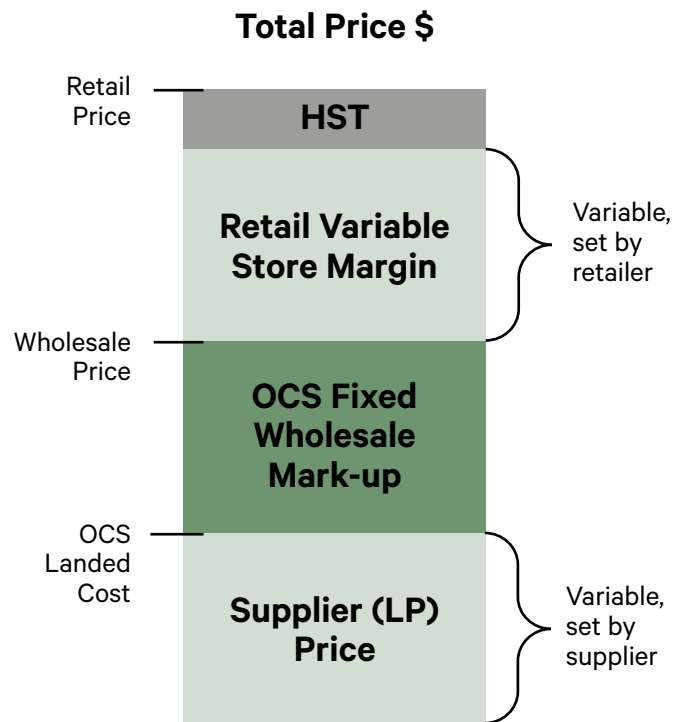 Total Price $
Retail
Price
HST
Retail Variable
Store Margin
Variable,
set by
retailer
Wholesale
Price
OCS Fixed
Wholesale
Mark-up
OCS
Landed
Cost
Supplier (LP)
Price
Variable,
set by
supplier